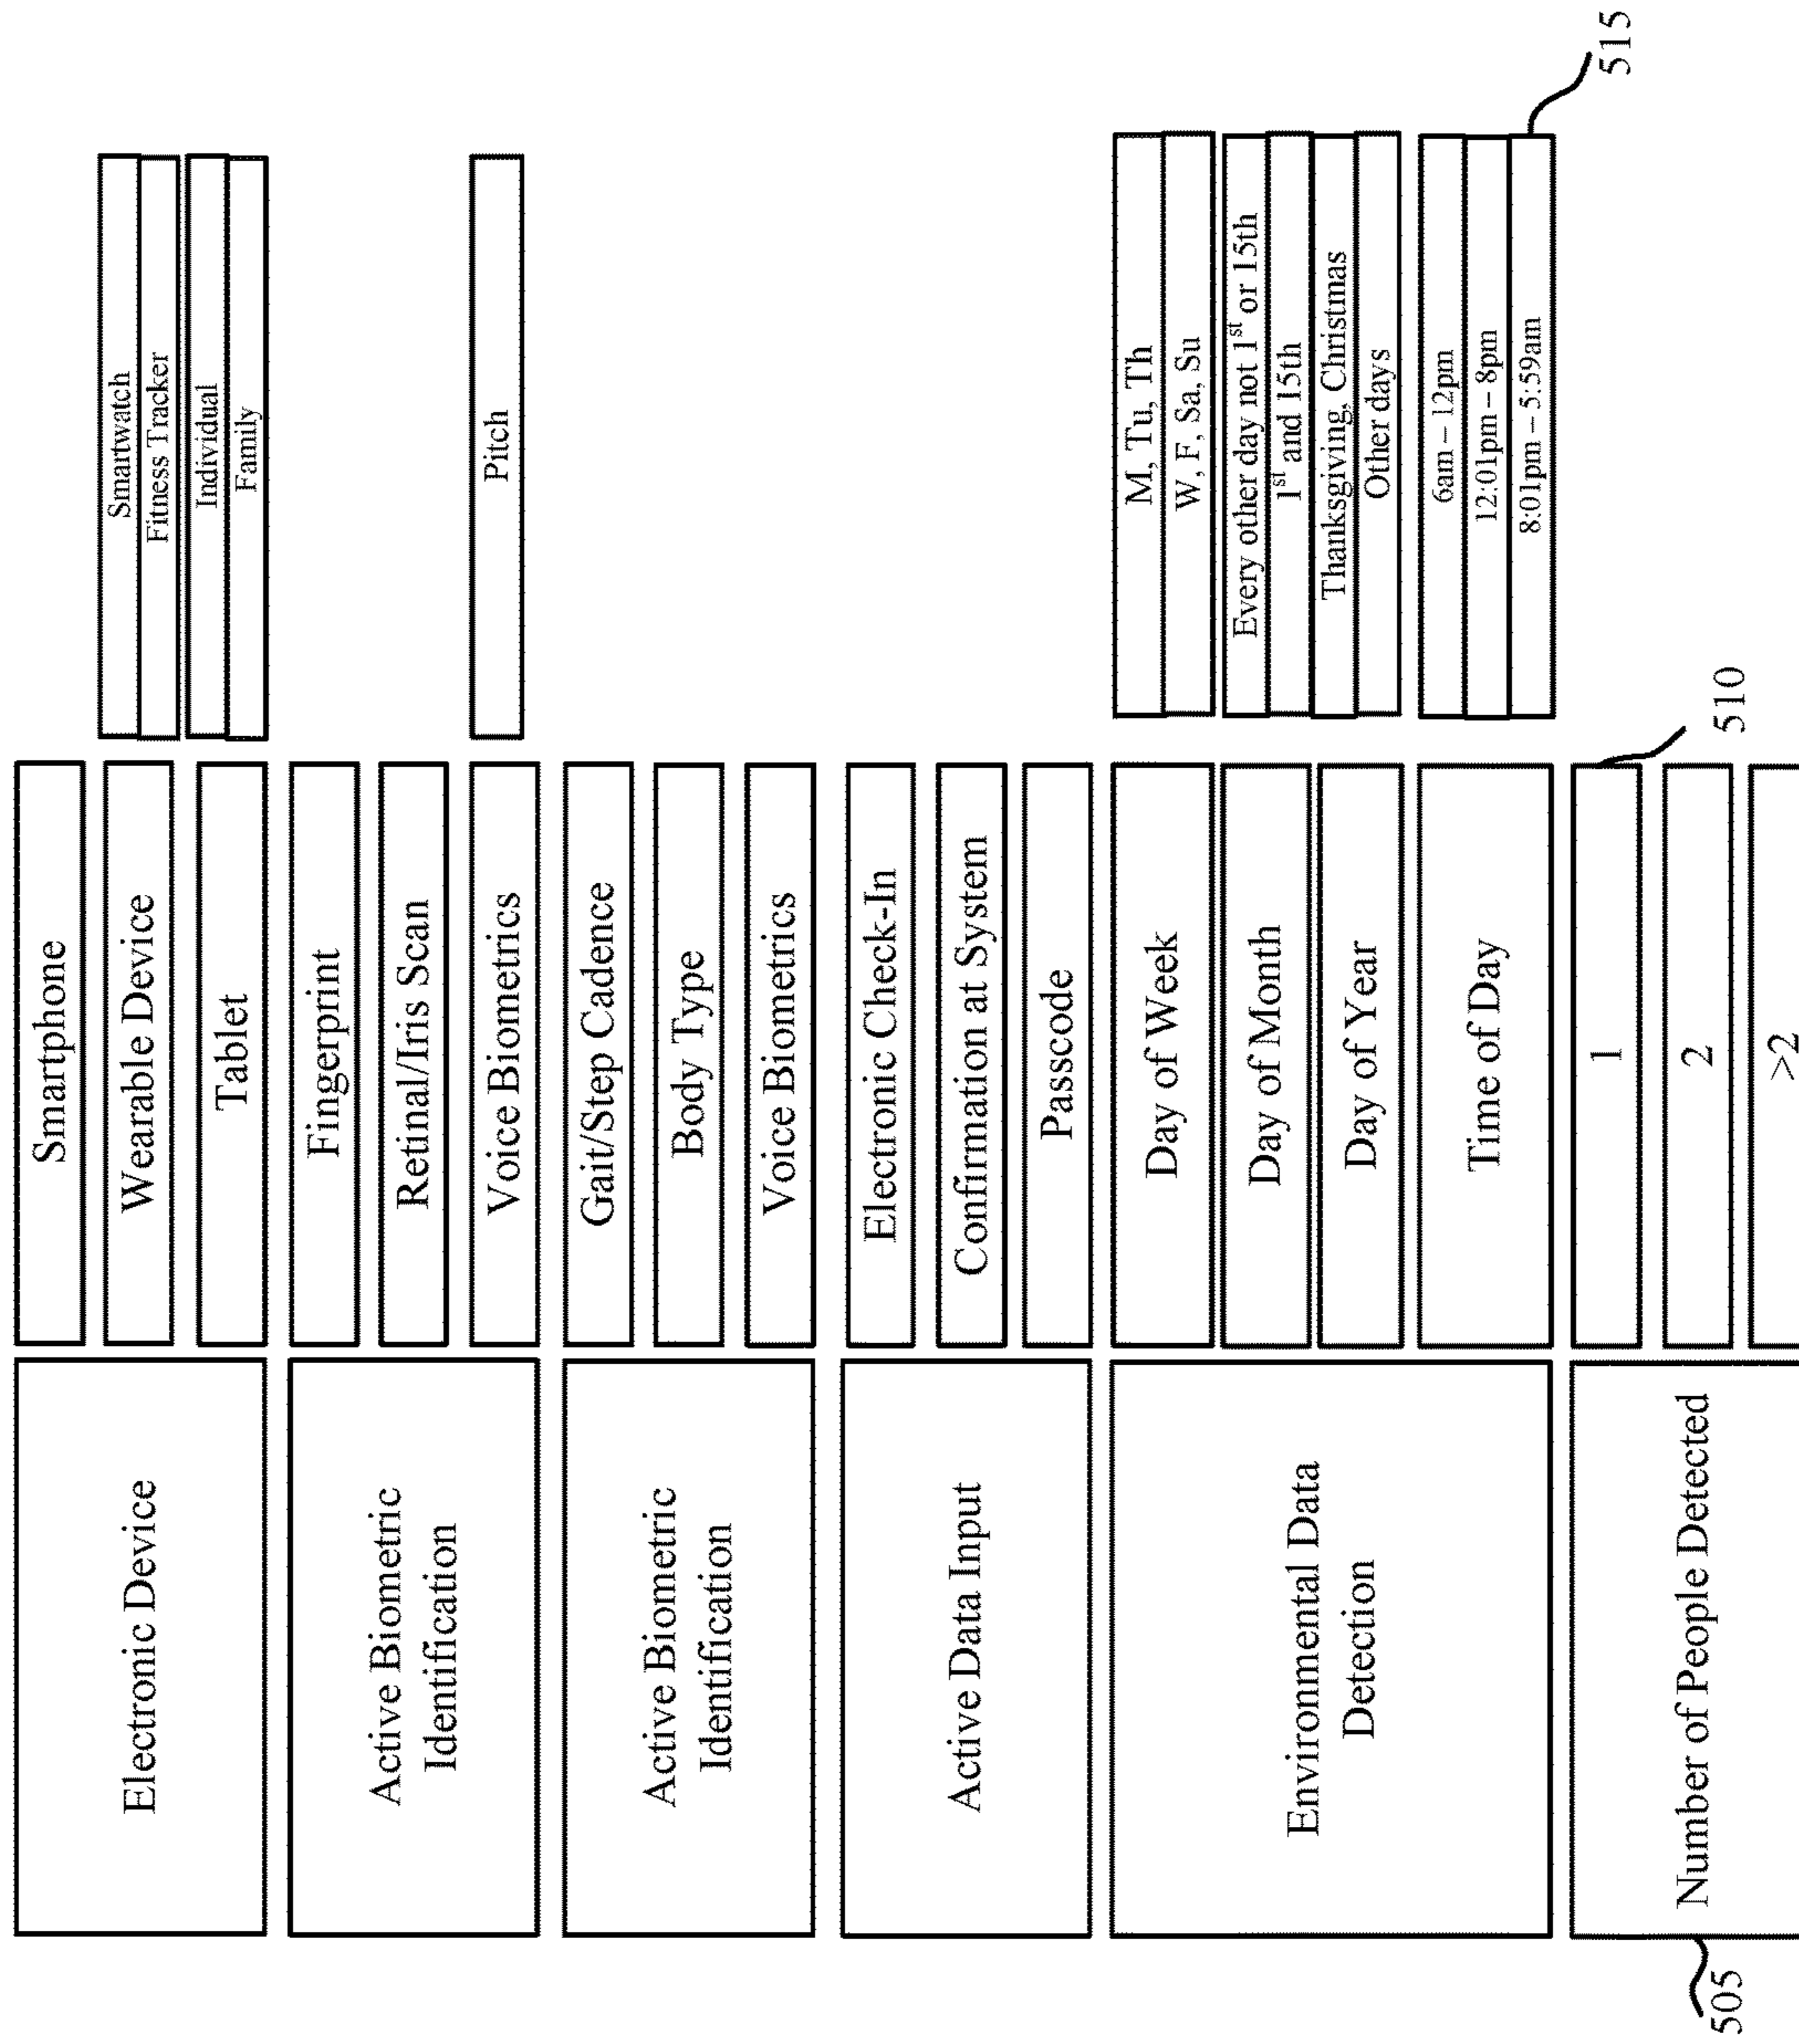 Electronic Device
Smartphone
Wearable Device
Smartwatch
Fitness Tracker
Tablet
Individual
Family
Active Biometric
Identification
Fingerprint
Retinal/Iris Scan
Voice Biometrics
Pitch
Active Biometric
Identification
Gait/Step Cadence
Body Type
Voice Biometrics
Active Data Input
Electronic Check-In
Confirmation at System
Passcode
Environmental Data
Detection
Day of Week
M, Tu, Th
W, F, Sa, Su
Day of Month
Every other day not 1st or 15th
1st and 15th
Day of Year
Thanksgiving, Christmas
Other days
Time of Day
6am – 12pm
12:01pm – 8pm
8:01pm – 5:59am
515
Number of People Detected
505
1
510
2
>2